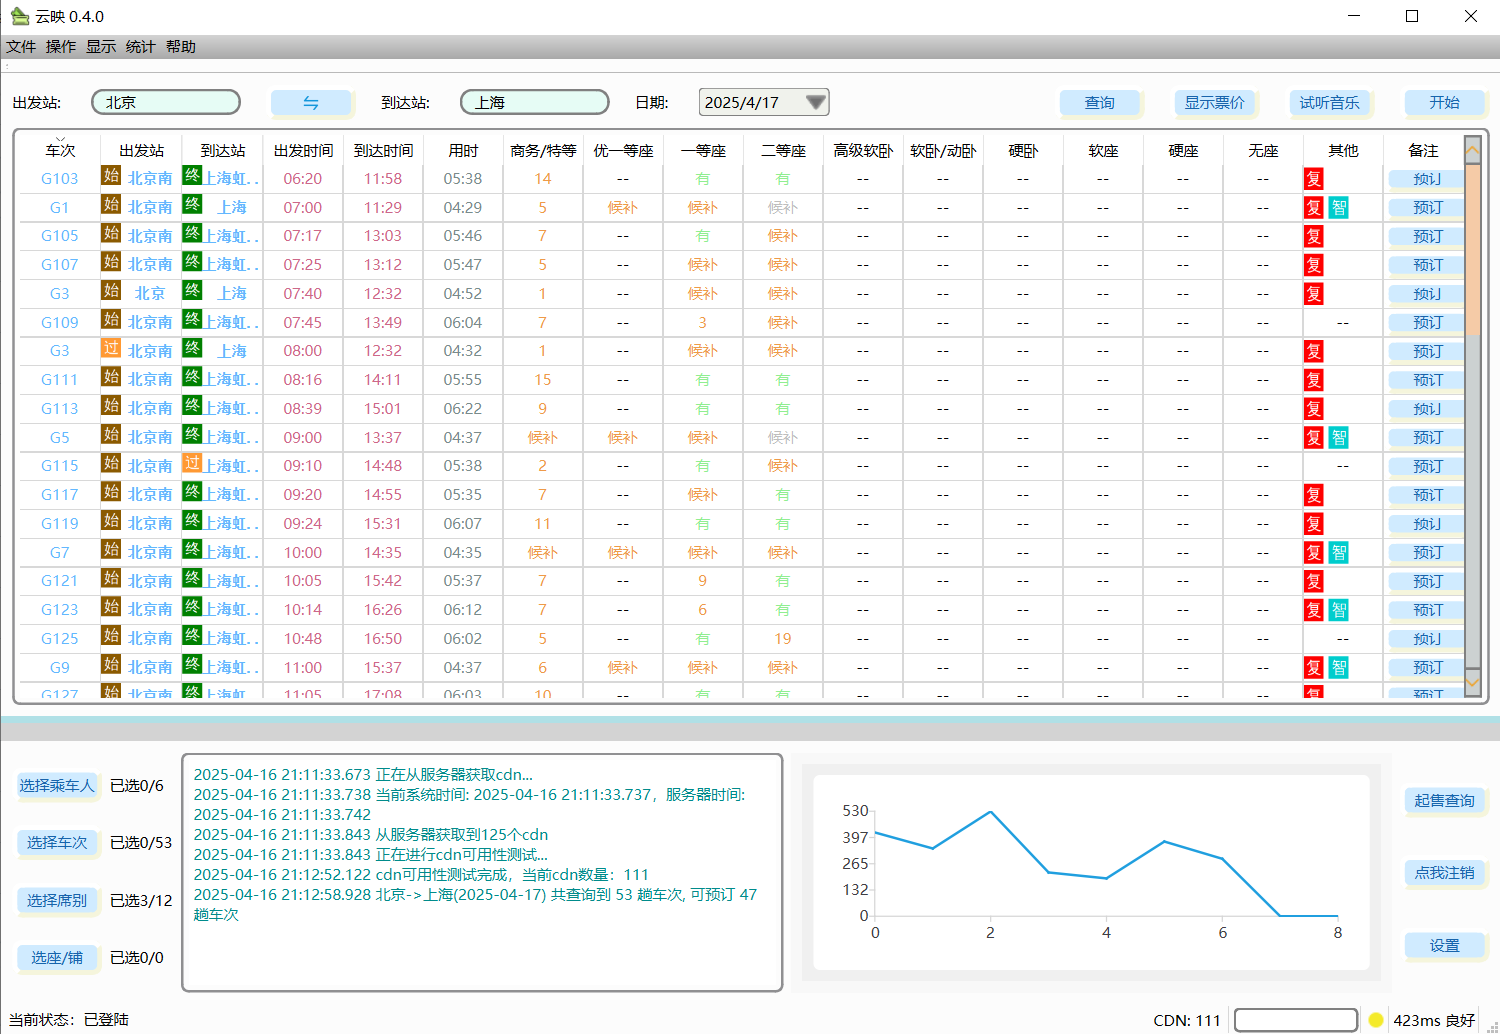 云映 0.4.0
文件 操作 显示 统计 帮助
出发站: 北京 ⇋ 到达站: 上海 日期: 2025/4/17 查询 显示票价 试听音乐 开始
车次 出发站 到达站 出发时间 到达时间 用时 商务/特等 优一等座 一等座 二等座 高级软卧 软卧/动卧 硬卧 软座 硬座 无座 其他 备注
G103 始 北京南 终 上海虹.. 06:20 11:58 05:38 14 -- 有 有 -- -- -- -- -- -- 复 预订
G1 始 北京南 终 上海 07:00 11:29 04:29 5 候补 候补 候补 -- -- -- -- -- -- 复 智 预订
G105 始 北京南 终 上海虹.. 07:17 13:03 05:46 7 -- 有 候补 -- -- -- -- -- -- 复 预订
G107 始 北京南 终 上海虹.. 07:25 13:12 05:47 5 -- 候补 候补 -- -- -- -- -- -- 复 预订
G3 始 北京 终 上海 07:40 12:32 04:52 1 -- 候补 候补 -- -- -- -- -- -- 复 预订
G109 始 北京南 终 上海虹.. 07:45 13:49 06:04 7 -- 3 候补 -- -- -- -- -- -- -- 预订
G3 过 北京南 终 上海 08:00 12:32 04:32 1 -- 候补 候补 -- -- -- -- -- -- 复 预订
G111 始 北京南 终 上海虹.. 08:16 14:11 05:55 15 -- 有 有 -- -- -- -- -- -- 复 预订
G113 始 北京南 终 上海虹.. 08:39 15:01 06:22 9 -- 有 有 -- -- -- -- -- -- 复 预订
G5 始 北京南 终 上海虹.. 09:00 13:37 04:37 候补 候补 候补 候补 -- -- -- -- -- -- 复 智 预订
G115 始 北京南 过 上海虹.. 09:10 14:48 05:38 2 -- 有 候补 -- -- -- -- -- -- -- 预订
G117 始 北京南 终 上海虹.. 09:20 14:55 05:35 7 -- 候补 有 -- -- -- -- -- -- 复 预订
G119 始 北京南 终 上海虹.. 09:24 15:31 06:07 11 -- 有 有 -- -- -- -- -- -- 复 预订
G7 始 北京南 终 上海虹.. 10:00 14:35 04:35 候补 候补 候补 候补 -- -- -- -- -- -- 复 智 预订
G121 始 北京南 终 上海虹.. 10:05 15:42 05:37 7 -- 9 有 -- -- -- -- -- -- 复 预订
G123 始 北京南 终 上海虹.. 10:14 16:26 06:12 7 -- 6 有 -- -- -- -- -- -- 复 智 预订
G125 始 北京南 终 上海虹.. 10:48 16:50 06:02 5 -- 有 19 -- -- -- -- -- -- -- 预订
G9 始 北京南 终 上海虹.. 11:00 15:37 04:37 6 候补 候补 候补 -- -- -- -- -- -- 复 智 预订
G127 始 北京南 终 上海虹.. 11:05 17:08 06:03 10 -- 有 有 -- -- -- -- -- -- 复 预订
选择乘车人 已选0/6
选择车次 已选0/53
选择席别 已选3/12
选座/铺 已选0/0
2025-04-16 21:11:33.673 正在从服务器获取cdn...
2025-04-16 21:11:33.738 当前系统时间: 2025-04-16 21:11:33.737，服务器时间:
2025-04-16 21:11:33.742
2025-04-16 21:11:33.843 从服务器获取到125个cdn
2025-04-16 21:11:33.843 正在进行cdn可用性测试...
2025-04-16 21:12:52.122 cdn可用性测试完成，当前cdn数量：111
2025-04-16 21:12:58.928 北京->上海(2025-04-17) 共查询到 53 趟车次, 可预订 47
趟车次
530
397
265
132
0
0 2 4 6 8
起售查询
点我注销
设置
当前状态：已登陆 CDN: 111 423ms 良好